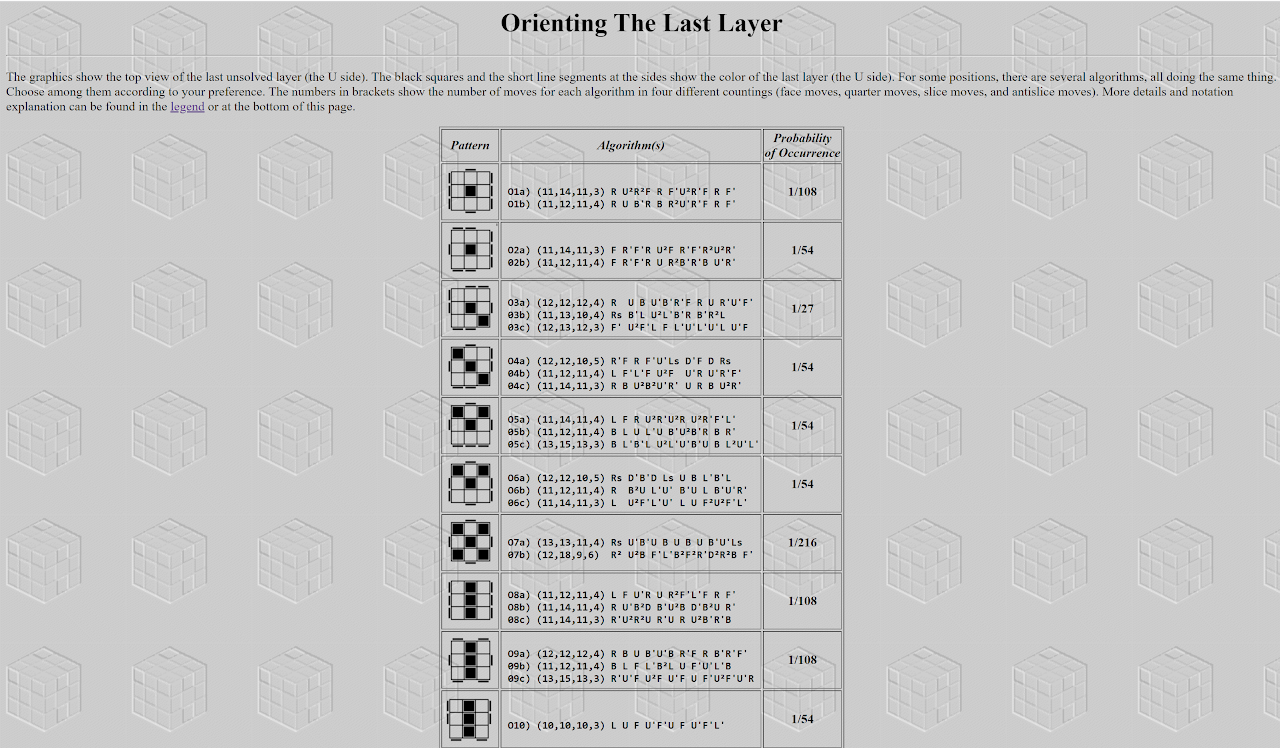 Orienting The Last Layer
The graphics show the top view of the last unsolved layer (the U side). The black squares and the short line segments at the sides show the color of the last layer (the U side). For some positions, there are several algorithms, all doing the same thing.
Choose among them according to your preference. The numbers in brackets show the number of moves for each algorithm in four different countings (face moves, quarter moves, slice moves, and antislice moves). More details and notation
explanation can be found in the legend or at the bottom of this page.
Pattern Algorithm(s) Probability
of Occurrence
O1a) (11,14,11,3) R U²R²F R F'U²R'F R F'
O1b) (11,12,11,4) R U B'R B R²U'R'F R F'
1/108
O2a) (11,14,11,3) F R'F'R U²F R'F'R²U²R'
O2b) (11,12,11,4) F R'F'R U R²B'R'B U'R'
1/54
O3a) (12,12,12,4) R U B U'B'R'F R U R'U'F'
O3b) (11,13,10,4) Rs B'L U²L'B'R B'R²L
O3c) (12,13,12,3) F' U²F'L F L'U'L'U'L U'F
1/27
O4a) (12,12,10,5) R'F R F'U'Ls D'F D Rs
O4b) (11,12,11,4) L F'L'F U²F U'R U'R'F'
O4c) (11,14,11,3) R B U²B²U'R' U R B U²R'
1/54
O5a) (11,14,11,4) L F R U²R'U²R U²R'F'L'
O5b) (11,12,11,4) B L U L'U B'U²B'R B R'
O5c) (13,15,13,3) B L'B'L U²L'U'B'U B L²U'L'
1/54
O6a) (12,12,10,5) Rs D'B'D Ls U B L'B'L
O6b) (11,12,11,4) R B²U L'U' B'U L B'U'R'
O6c) (11,14,11,3) L U²F'L'U' L U F²U²F'L'
1/54
O7a) (13,13,11,4) Rs U'B'U B U B U B'U'Ls
O7b) (12,18,9,6) R² U²B F'L'B²F²R'D²R²B F'
1/216
O8a) (11,12,11,4) L F U'R U R²F'L'F R F'
O8b) (11,14,11,4) R U'B²D B'U²B D'B²U R'
O8c) (11,14,11,3) R'U²R²U R'U R U²B'R'B
1/108
O9a) (12,12,12,4) R B U B'U'B R'F R B'R'F'
O9b) (11,12,11,4) B L F L'B²L U F'U'L'B
O9c) (13,15,13,3) R'U'F U²F U'F U F'U²F'U'R
1/108
O10) (10,10,10,3) L U F U'F'U F U'F'L'
1/54